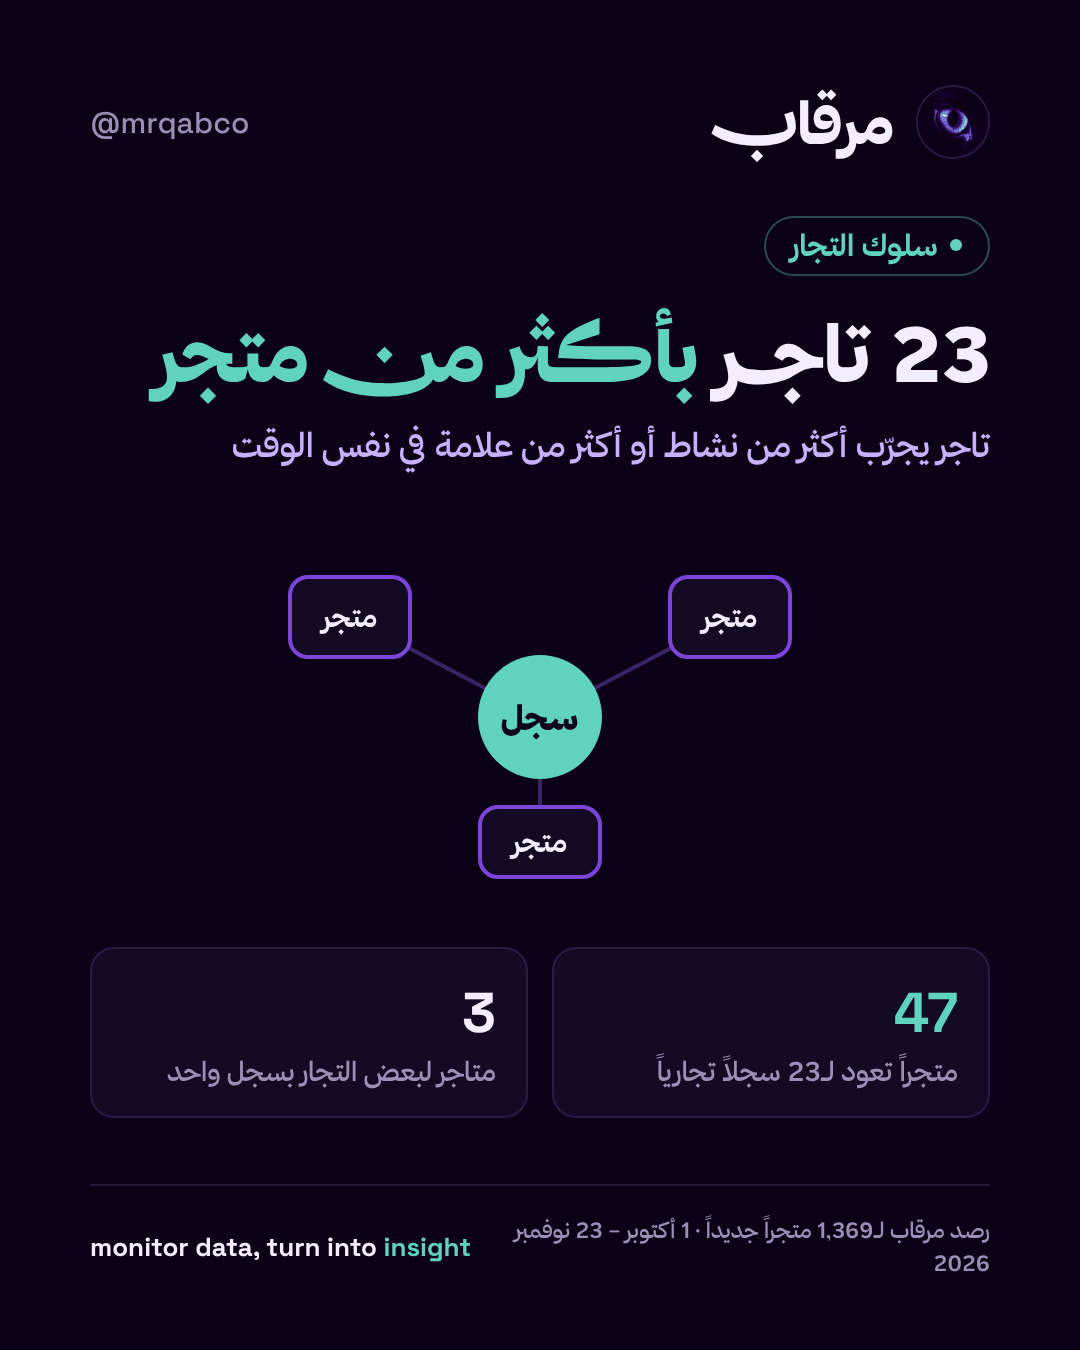 مرقاب
@mrqabco
سلوك التجار
23 تاجر بأكثر من متجر
تاجر يجرّب أكثر من نشاط أو أكثر من علامة في نفس الوقت
متجر
متجر
سجل
متجر
47
متجراً تعود لـ23 سجلاً تجارياً
3
متاجر لبعض التجار بسجل واحد
رصد مرقاب لـ1,369 متجراً جديداً · 1 أكتوبر – 23 نوفمبر
2026
monitor data, turn into insight